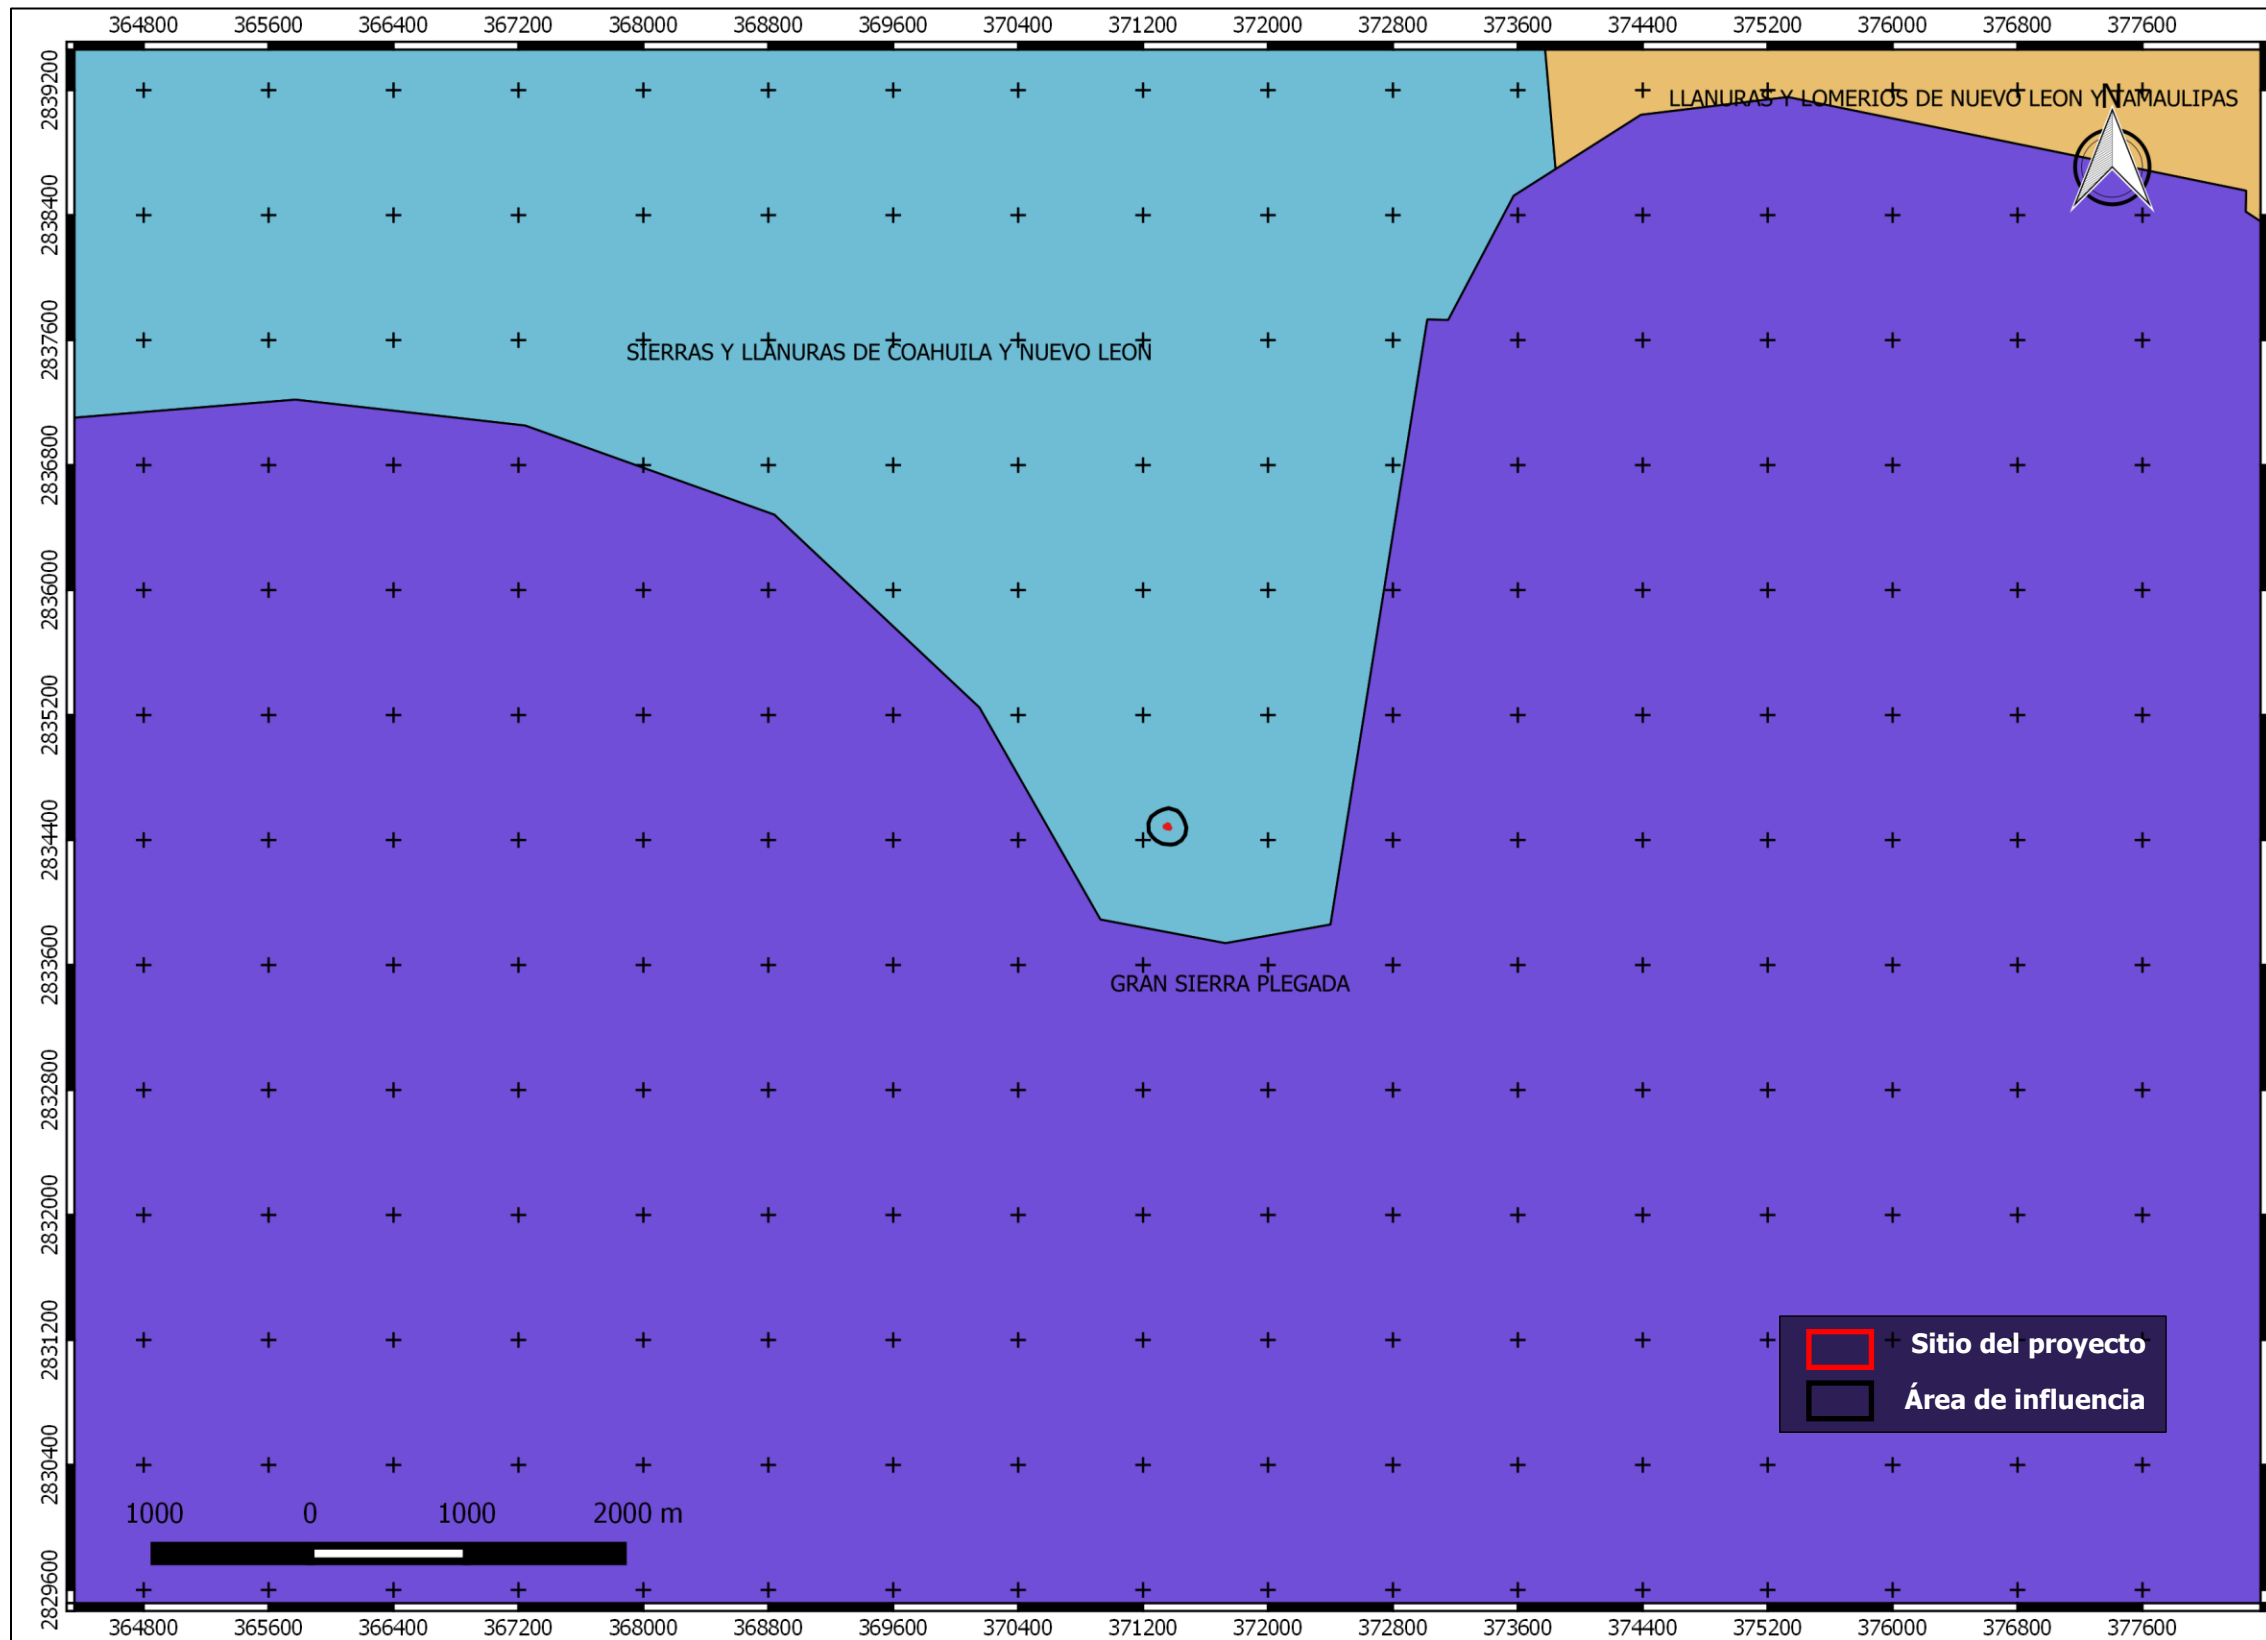 364800 365600 366400 367200 368000 368800 369600 370400 371200 372000 372800 373600 374400 375200 376000 376800 377600
2839200
2838400
2837600
2836800
2836000
2835200
2834400
2833600
2832800
2832000
2831200
2830400
2829600
N
LLANURAS Y LOMERIOS DE NUEVO LEON Y TAMAULIPAS
SIERRAS Y LLANURAS DE COAHUILA Y NUEVO LEON
GRAN SIERRA PLEGADA
Sitio del proyecto
Área de influencia
1000 0 1000 2000 m
364800 365600 366400 367200 368000 368800 369600 370400 371200 372000 372800 373600 374400 375200 376000 376800 377600